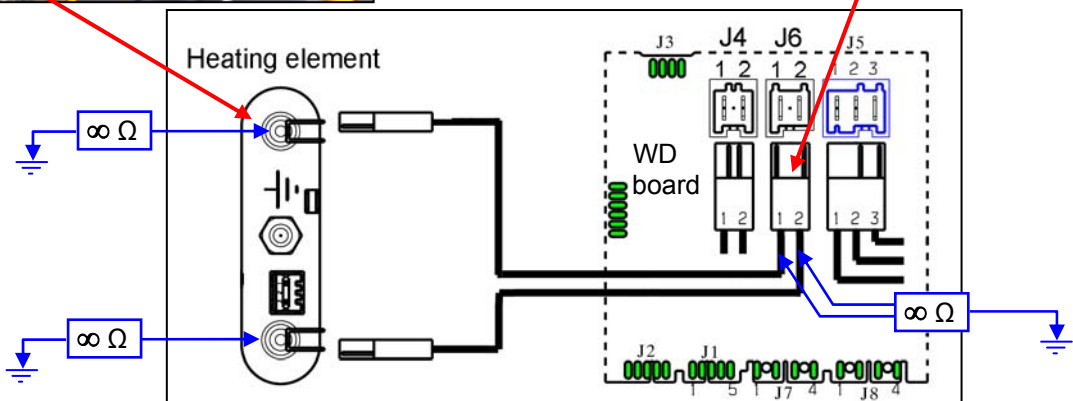 Heating element
J3 J4 J6 J5
1 2 1 2 1 2 3
∞ Ω
WD
board
1 2 1 2 1 2 3
∞ Ω
∞ Ω
J2 J1
1 5 1 J7 4 1 J8 4